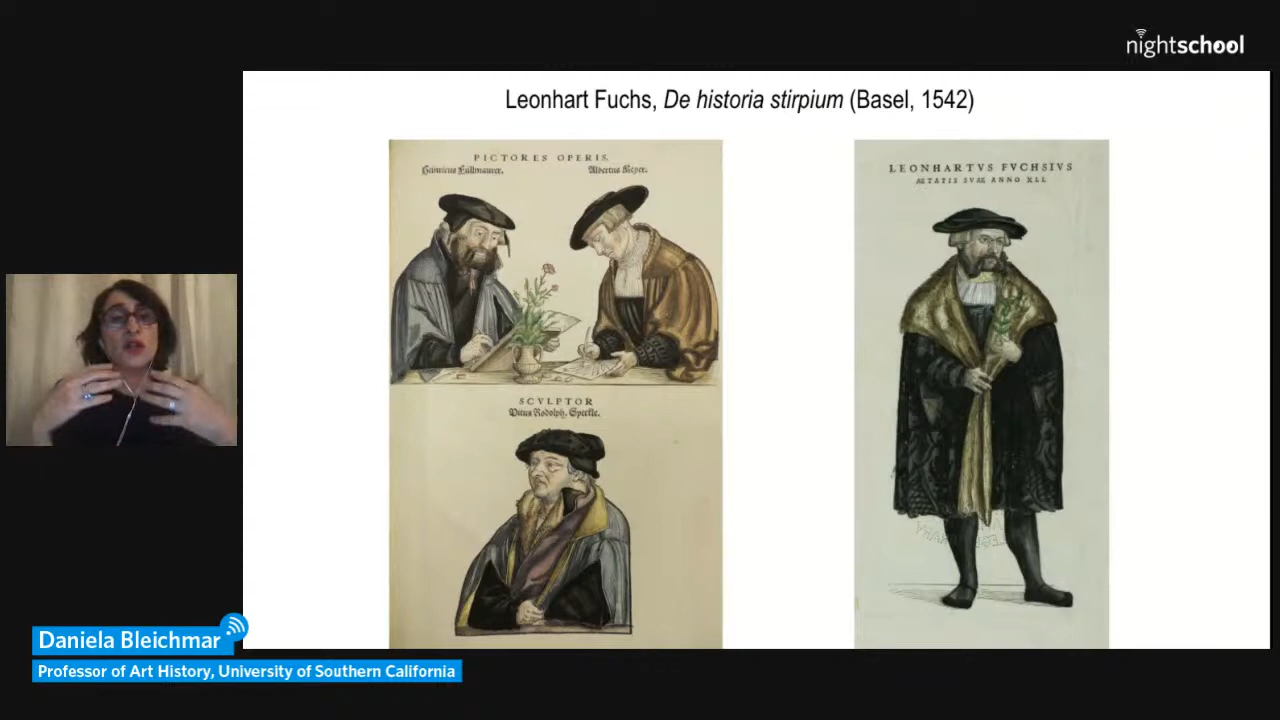 nightschool
Leonhart Fuchs, De historia stirpium (Basel, 1542)
PICTORES OPERIS,
Heinricus Füllmaurer. Albertus Meyer.
SCVLPTOR
Vitus Rodolph. Speckle.
LEONHARTVS FVCHSIVS
AETATIS SVAE ANNO XLI.
Daniela Bleichmar
Professor of Art History, University of Southern California